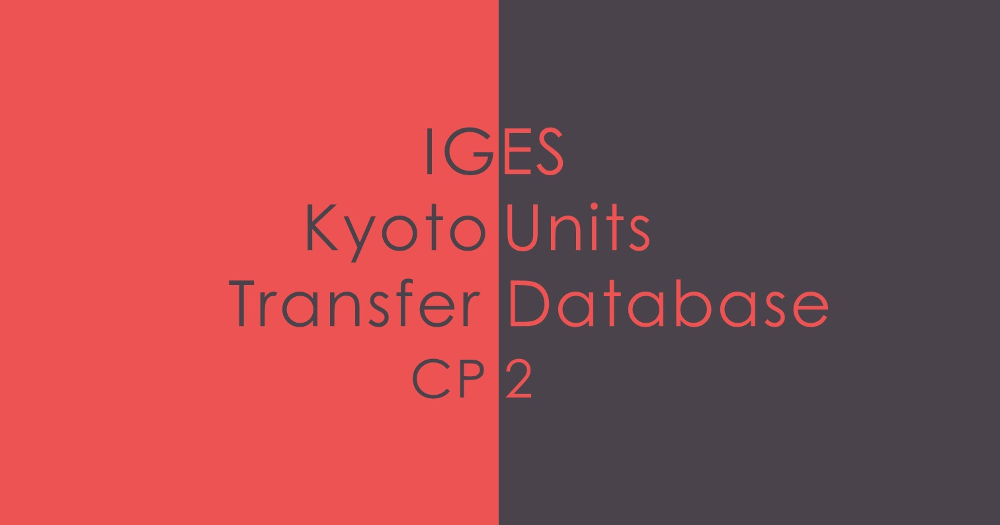 IGES
Kyoto Units
Transfer Database
CP 2